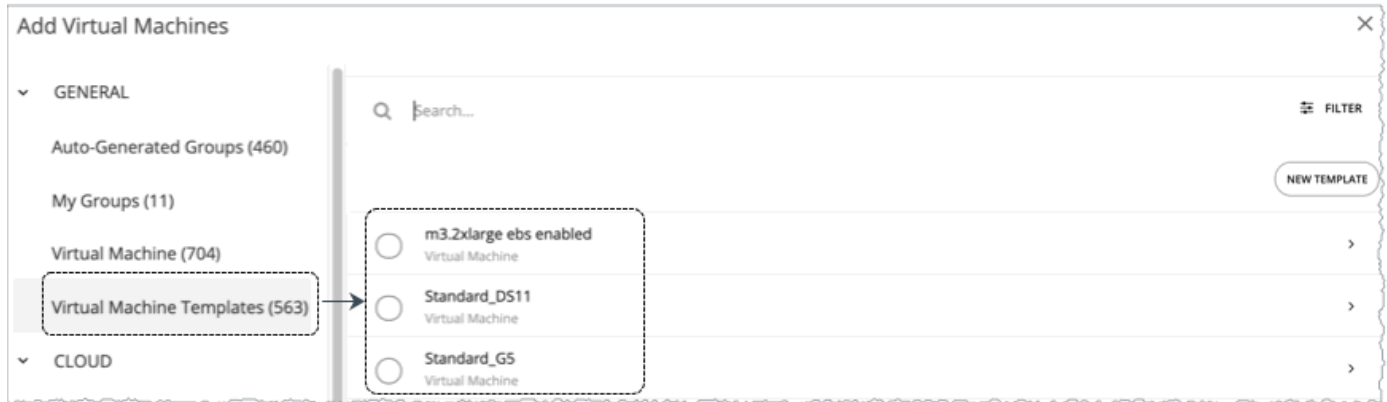 Add Virtual Machines
GENERAL
Auto-Generated Groups (460)
My Groups (11)
Virtual Machine (704)
Virtual Machine Templates (563)
CLOUD
Search...
FILTER
NEW TEMPLATE
m3.2xlarge ebs enabled
Virtual Machine
Standard_DS11
Virtual Machine
Standard_G5
Virtual Machine